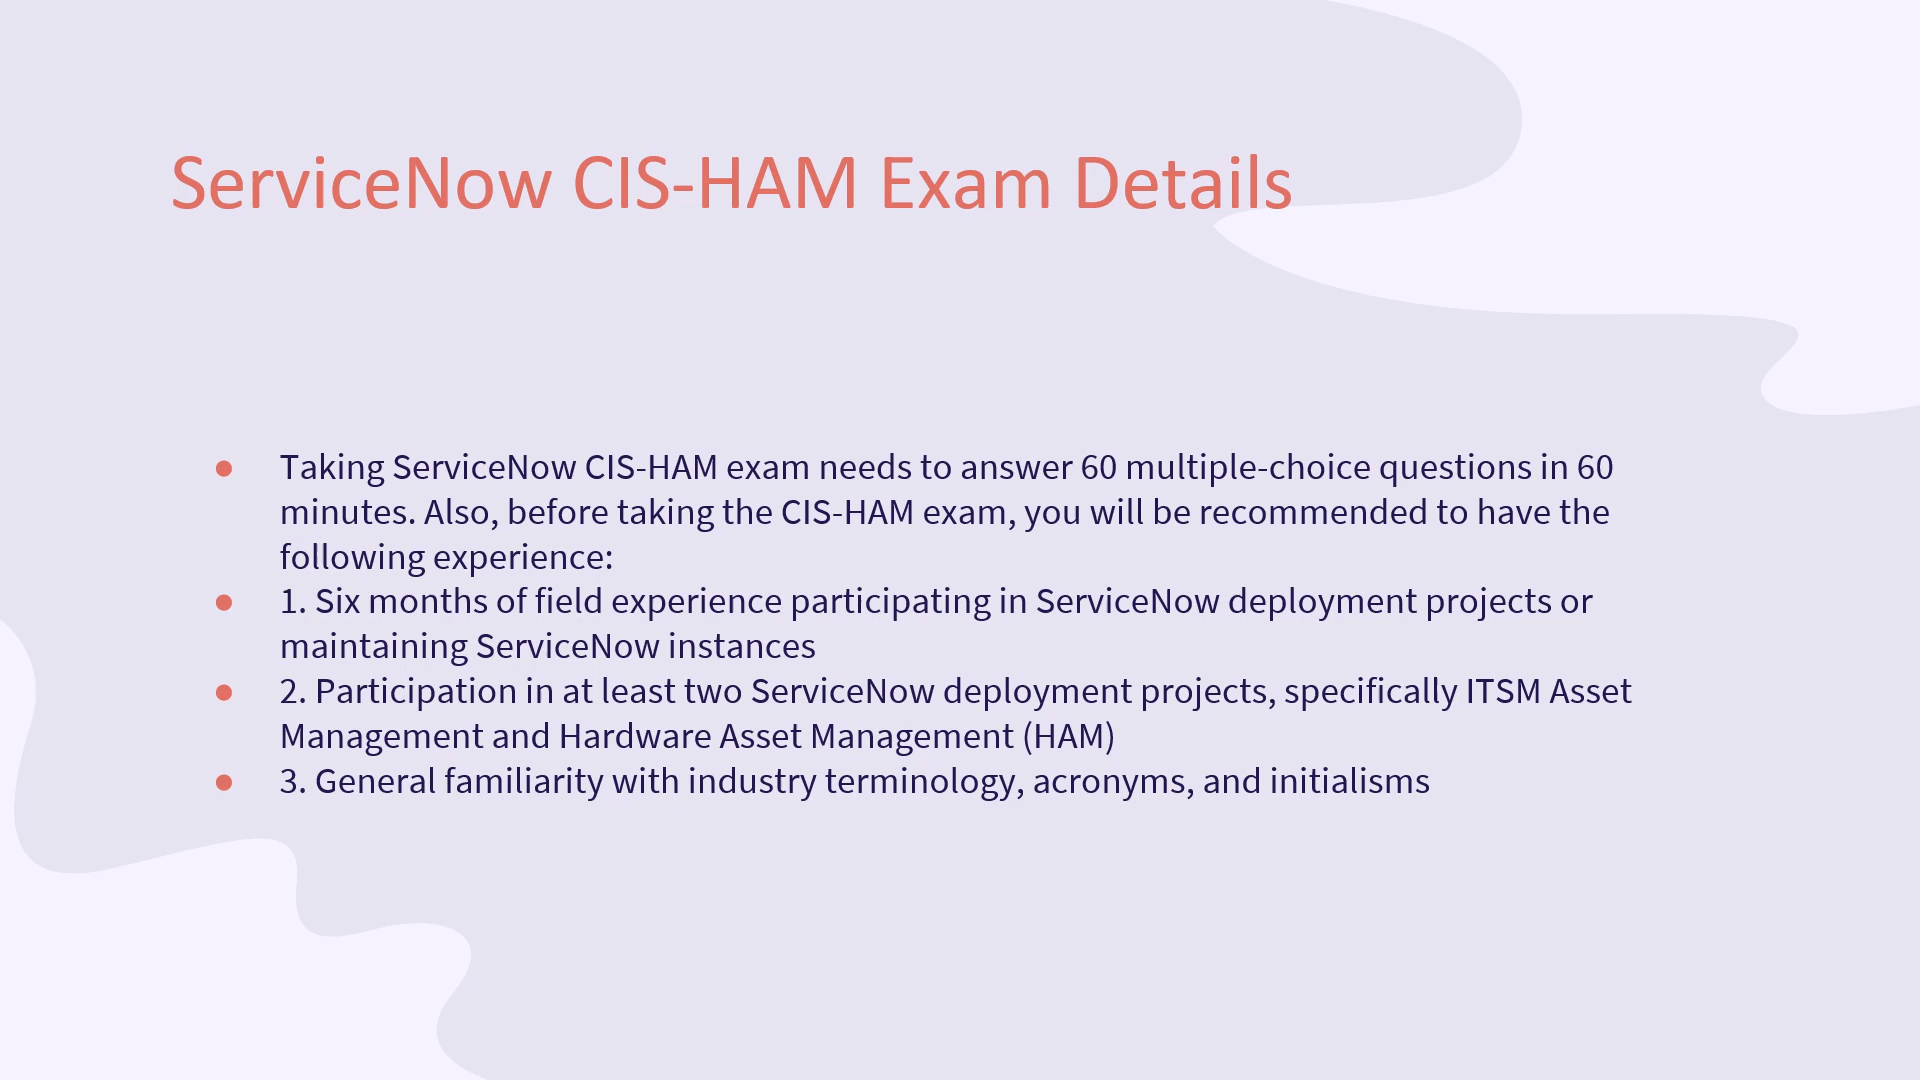 ServiceNow CIS-HAM Exam Details
● Taking ServiceNow CIS-HAM exam needs to answer 60 multiple-choice questions in 60
minutes. Also, before taking the CIS-HAM exam, you will be recommended to have the
following experience:
● 1. Six months of field experience participating in ServiceNow deployment projects or
maintaining ServiceNow instances
● 2. Participation in at least two ServiceNow deployment projects, specifically ITSM Asset
Management and Hardware Asset Management (HAM)
● 3. General familiarity with industry terminology, acronyms, and initialisms